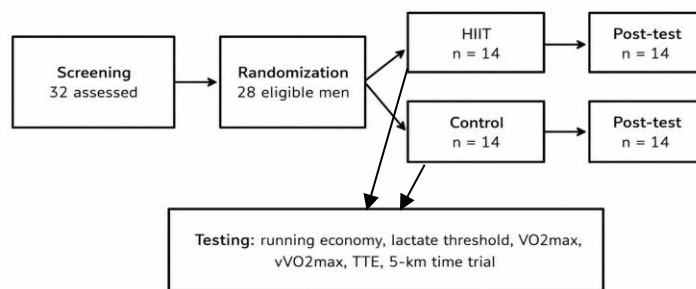 Screening
32 assessed
Randomization
28 eligible men
HIIT
n = 14
Post-test
n = 14
Control
n = 14
Post-test
n = 14
Testing: running economy, lactate threshold, VO2max,
vVO2max, TTE, 5-km time trial